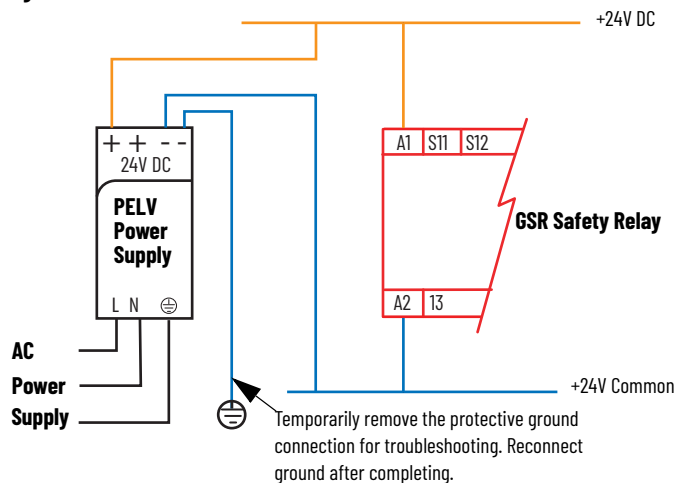 +24V DC
+ + - -
24V DC
A1 S11 S12
PELV
Power
Supply
GSR Safety Relay
L N
A2 13
AC
Power
Supply
+24V Common
Temporarily remove the protective ground
connection for troubleshooting. Reconnect
ground after completing.